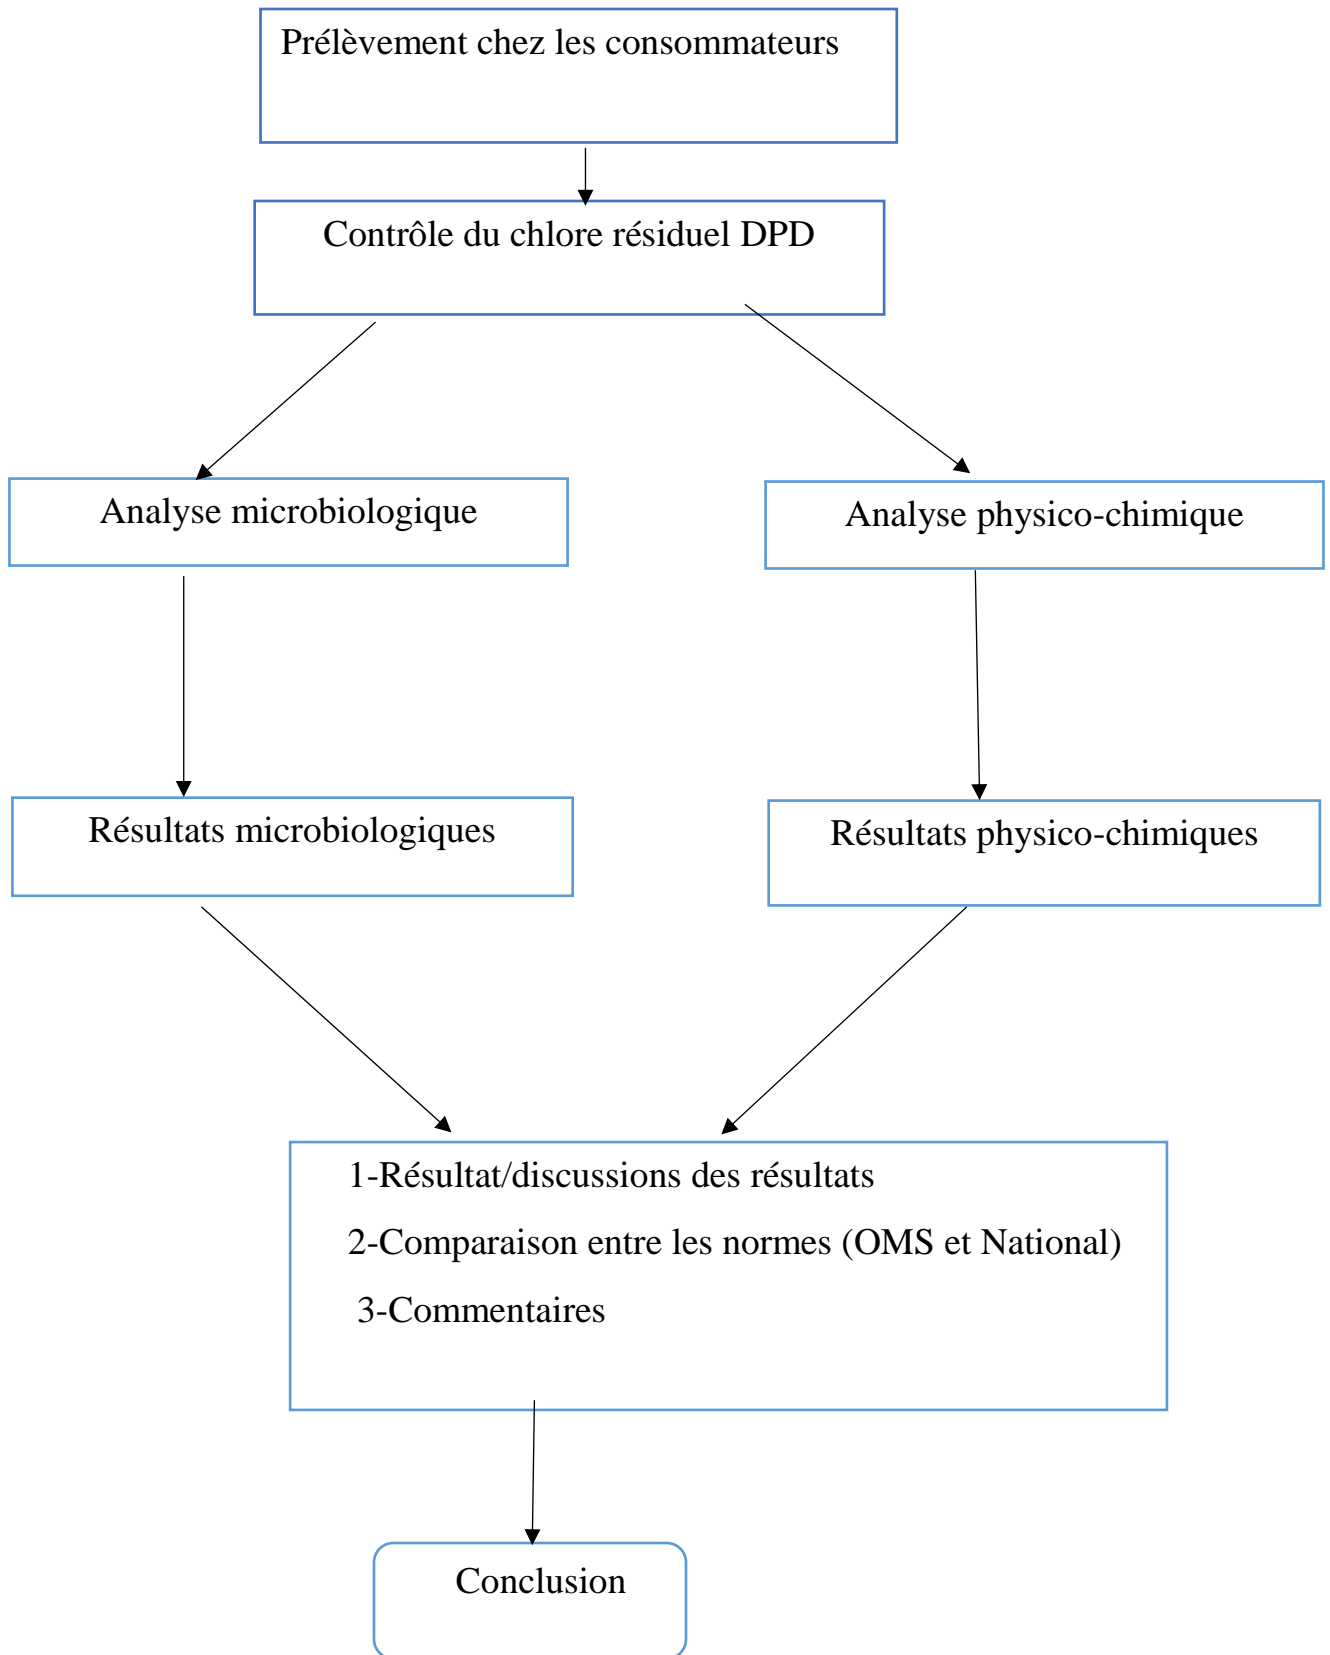 Prélèvement chez les consommateurs
Contrôle du chlore résiduel DPD
Analyse microbiologique
Analyse physico-chimique
Résultats microbiologiques
Résultats physico-chimiques
1-Résultat/discussions des résultats
2-Comparaison entre les normes (OMS et National)
3-Commentaires
Conclusion